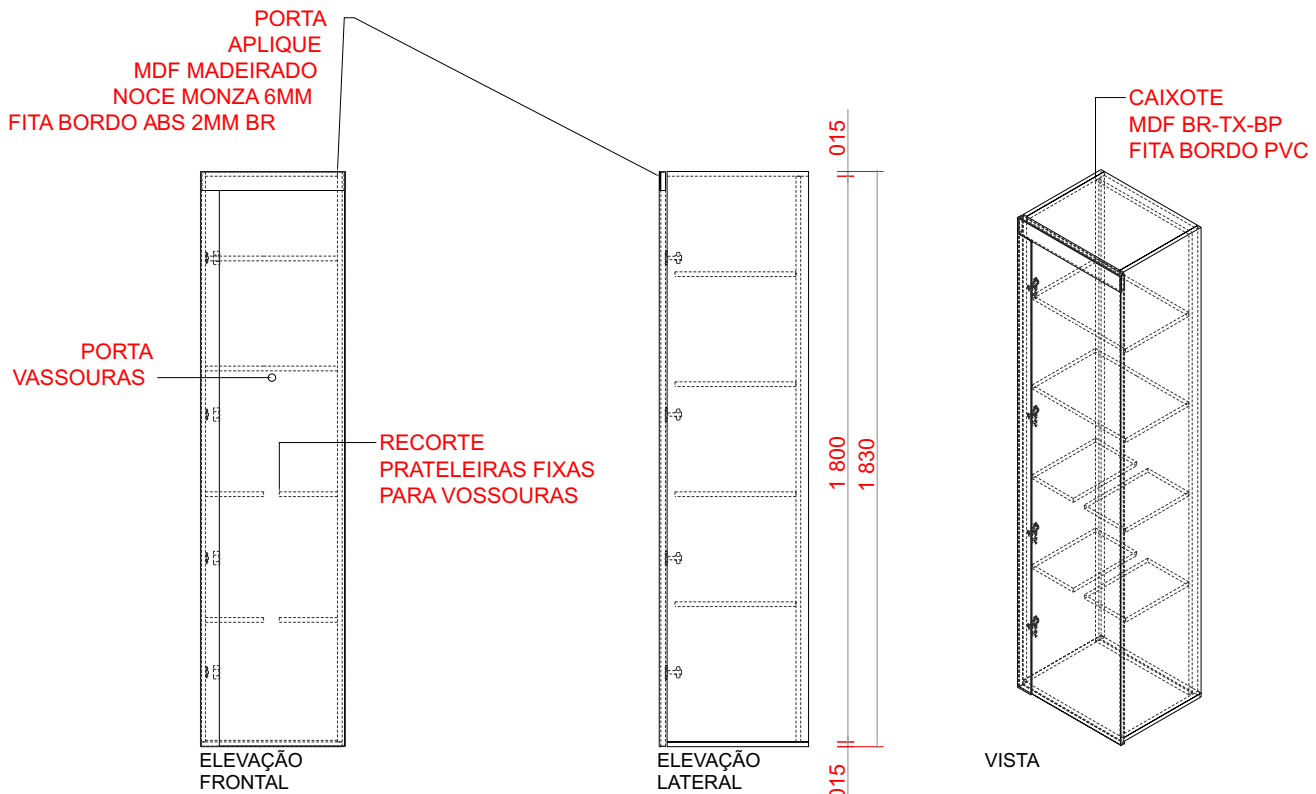 PORTA
APLIQUE
MDF MADEIRADO
NOCE MONZA 6MM
FITA BORDO ABS 2MM BR
CAIXOTE
MDF BR-TX-BP
FITA BORDO PVC
PORTA
VASSOURAS
RECORTE
PRATELEIRAS FIXAS
PARA VOSSOURAS
015
1 800
1 830
015
ELEVAÇÃO
FRONTAL
ELEVAÇÃO
LATERAL
VISTA